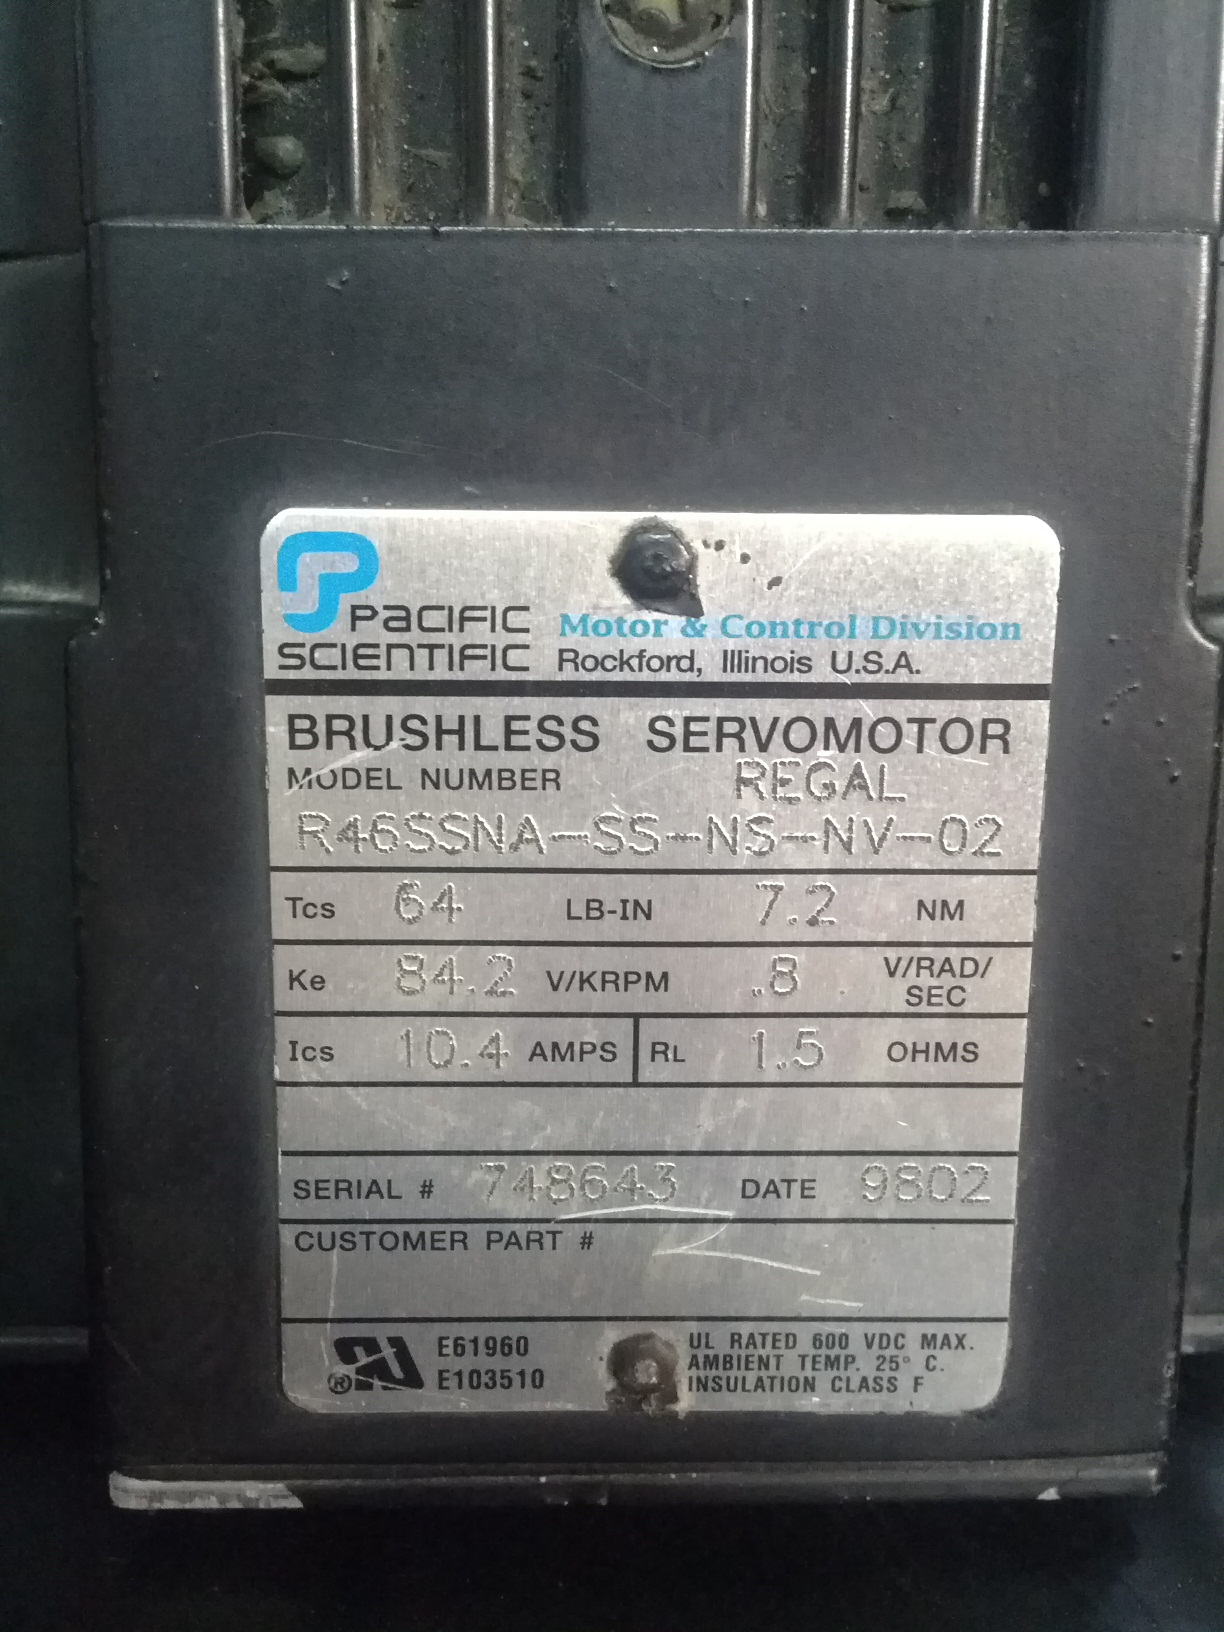 PACIFIC
SCIENTIFIC
Motor & Control Division
Rockford, Illinois U.S.A.
BRUSHLESS SERVOMOTOR
MODEL NUMBER REGAL
R46SSNA-SS-NS-NV-02
Tcs 64 LB-IN 7.2 NM
Ke 84.2 V/KRPM .8 V/RAD/
SEC
Ics 10.4 AMPS RL 1.5 OHMS
SERIAL # 748643 DATE 9802
CUSTOMER PART #
E61960
E103510
UL RATED 600 VDC MAX.
AMBIENT TEMP. 25° C.
INSULATION CLASS F